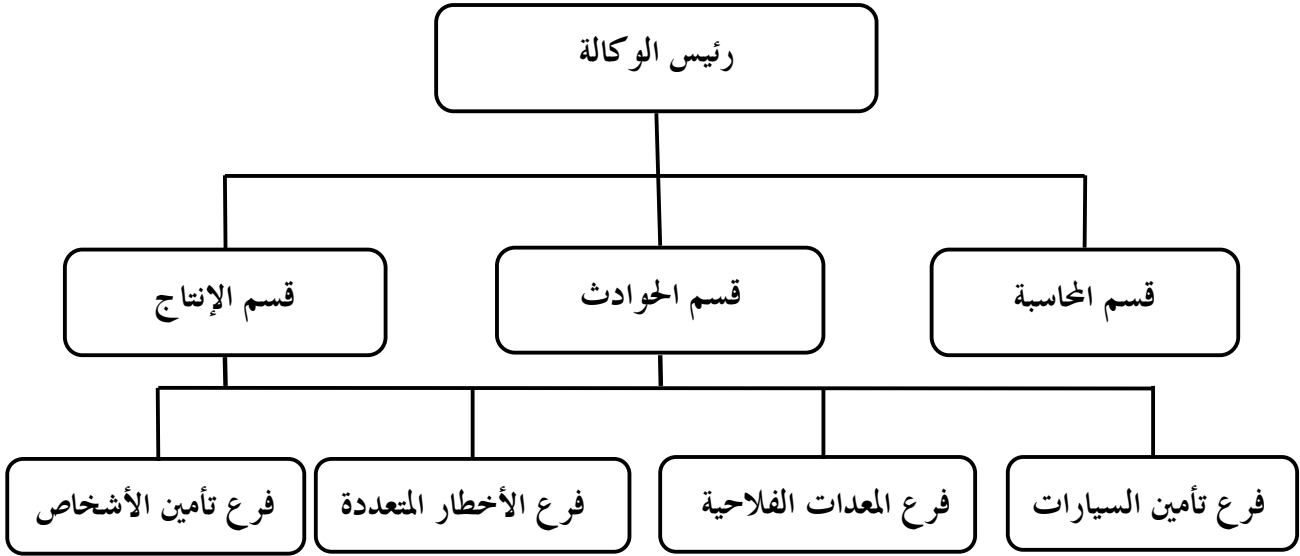 رئيس الوكالة
قسم المحاسبة
قسم الحوادث
قسم الإنتاج
فرع تأمين السيارات
فرع المعدات الفلاحية
فرع الأخطار المتعددة
فرع تأمين الأشخاص